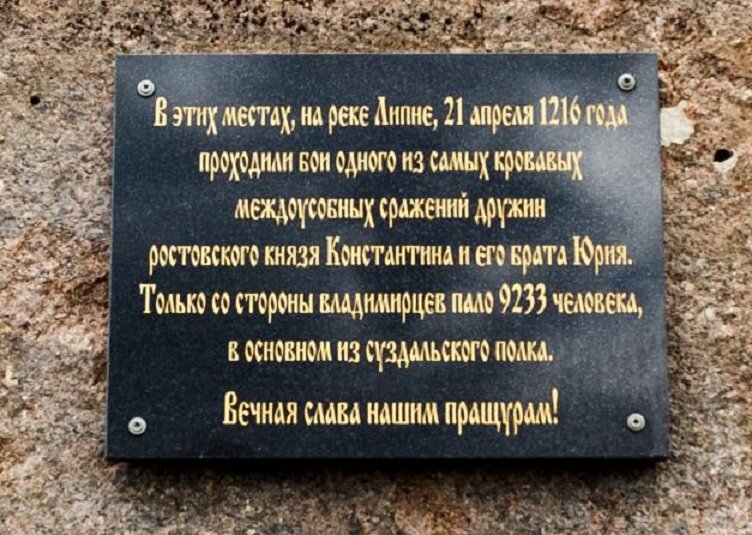 В этих местах, на реке Липне, 21 апреля 1216 года
проходили бои одного из самых кровавых
междоусобных сражений дружин
ростовского князя Константина и его брата Юрия.
Только со стороны владимирцев пало 9233 человека,
в основном из суздальского полка.
Вечная слава нашим пращурам!